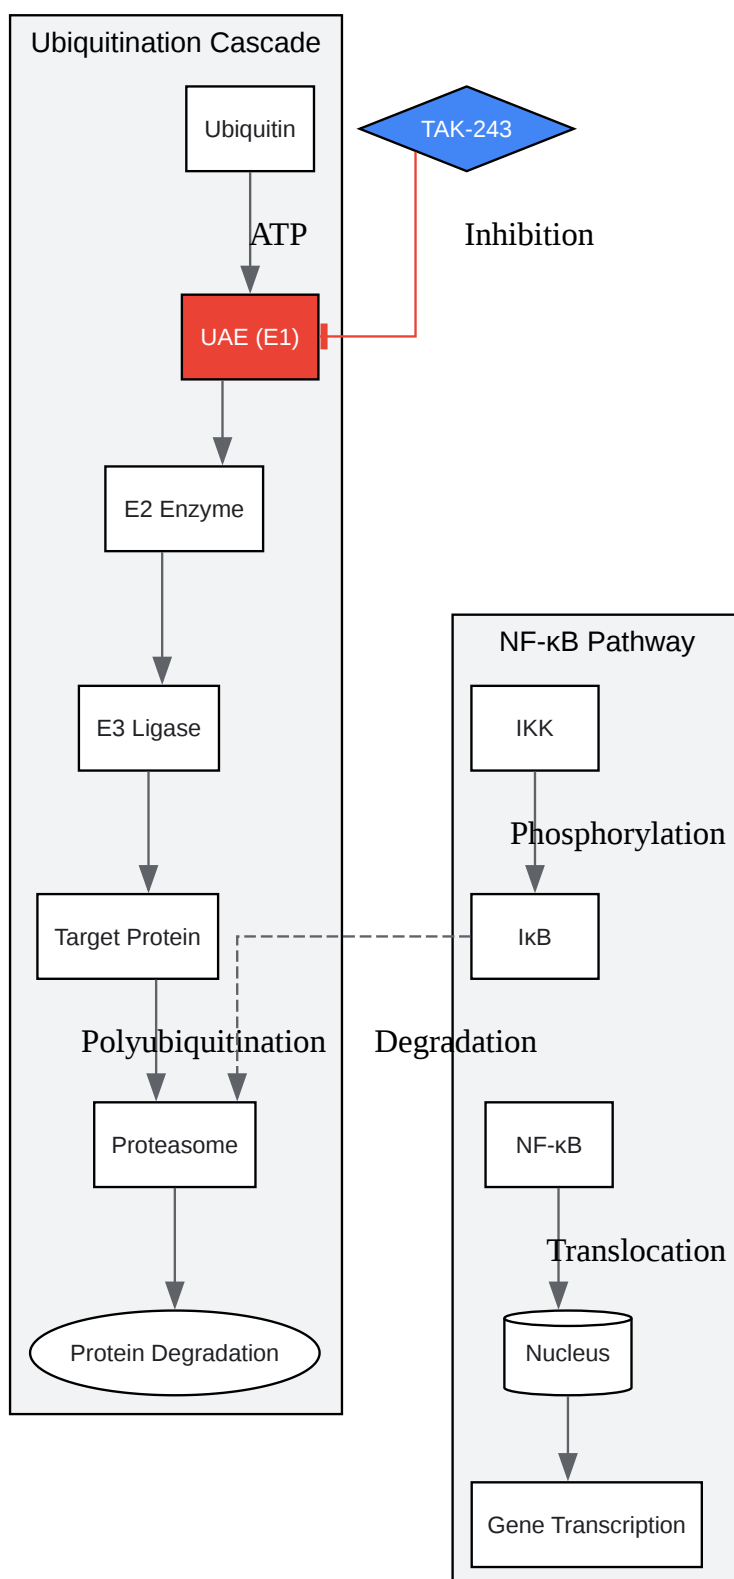 Ubiquitination Cascade
Ubiquitin
TAK-243
ATP
Inhibition
UAE (E1)
E2 Enzyme
NF-κB Pathway
E3 Ligase
IKK
Phosphorylation
Target Protein
IκB
Polyubiquitination
Degradation
Proteasome
NF-κB
Translocation
Protein Degradation
Nucleus
Gene Transcription